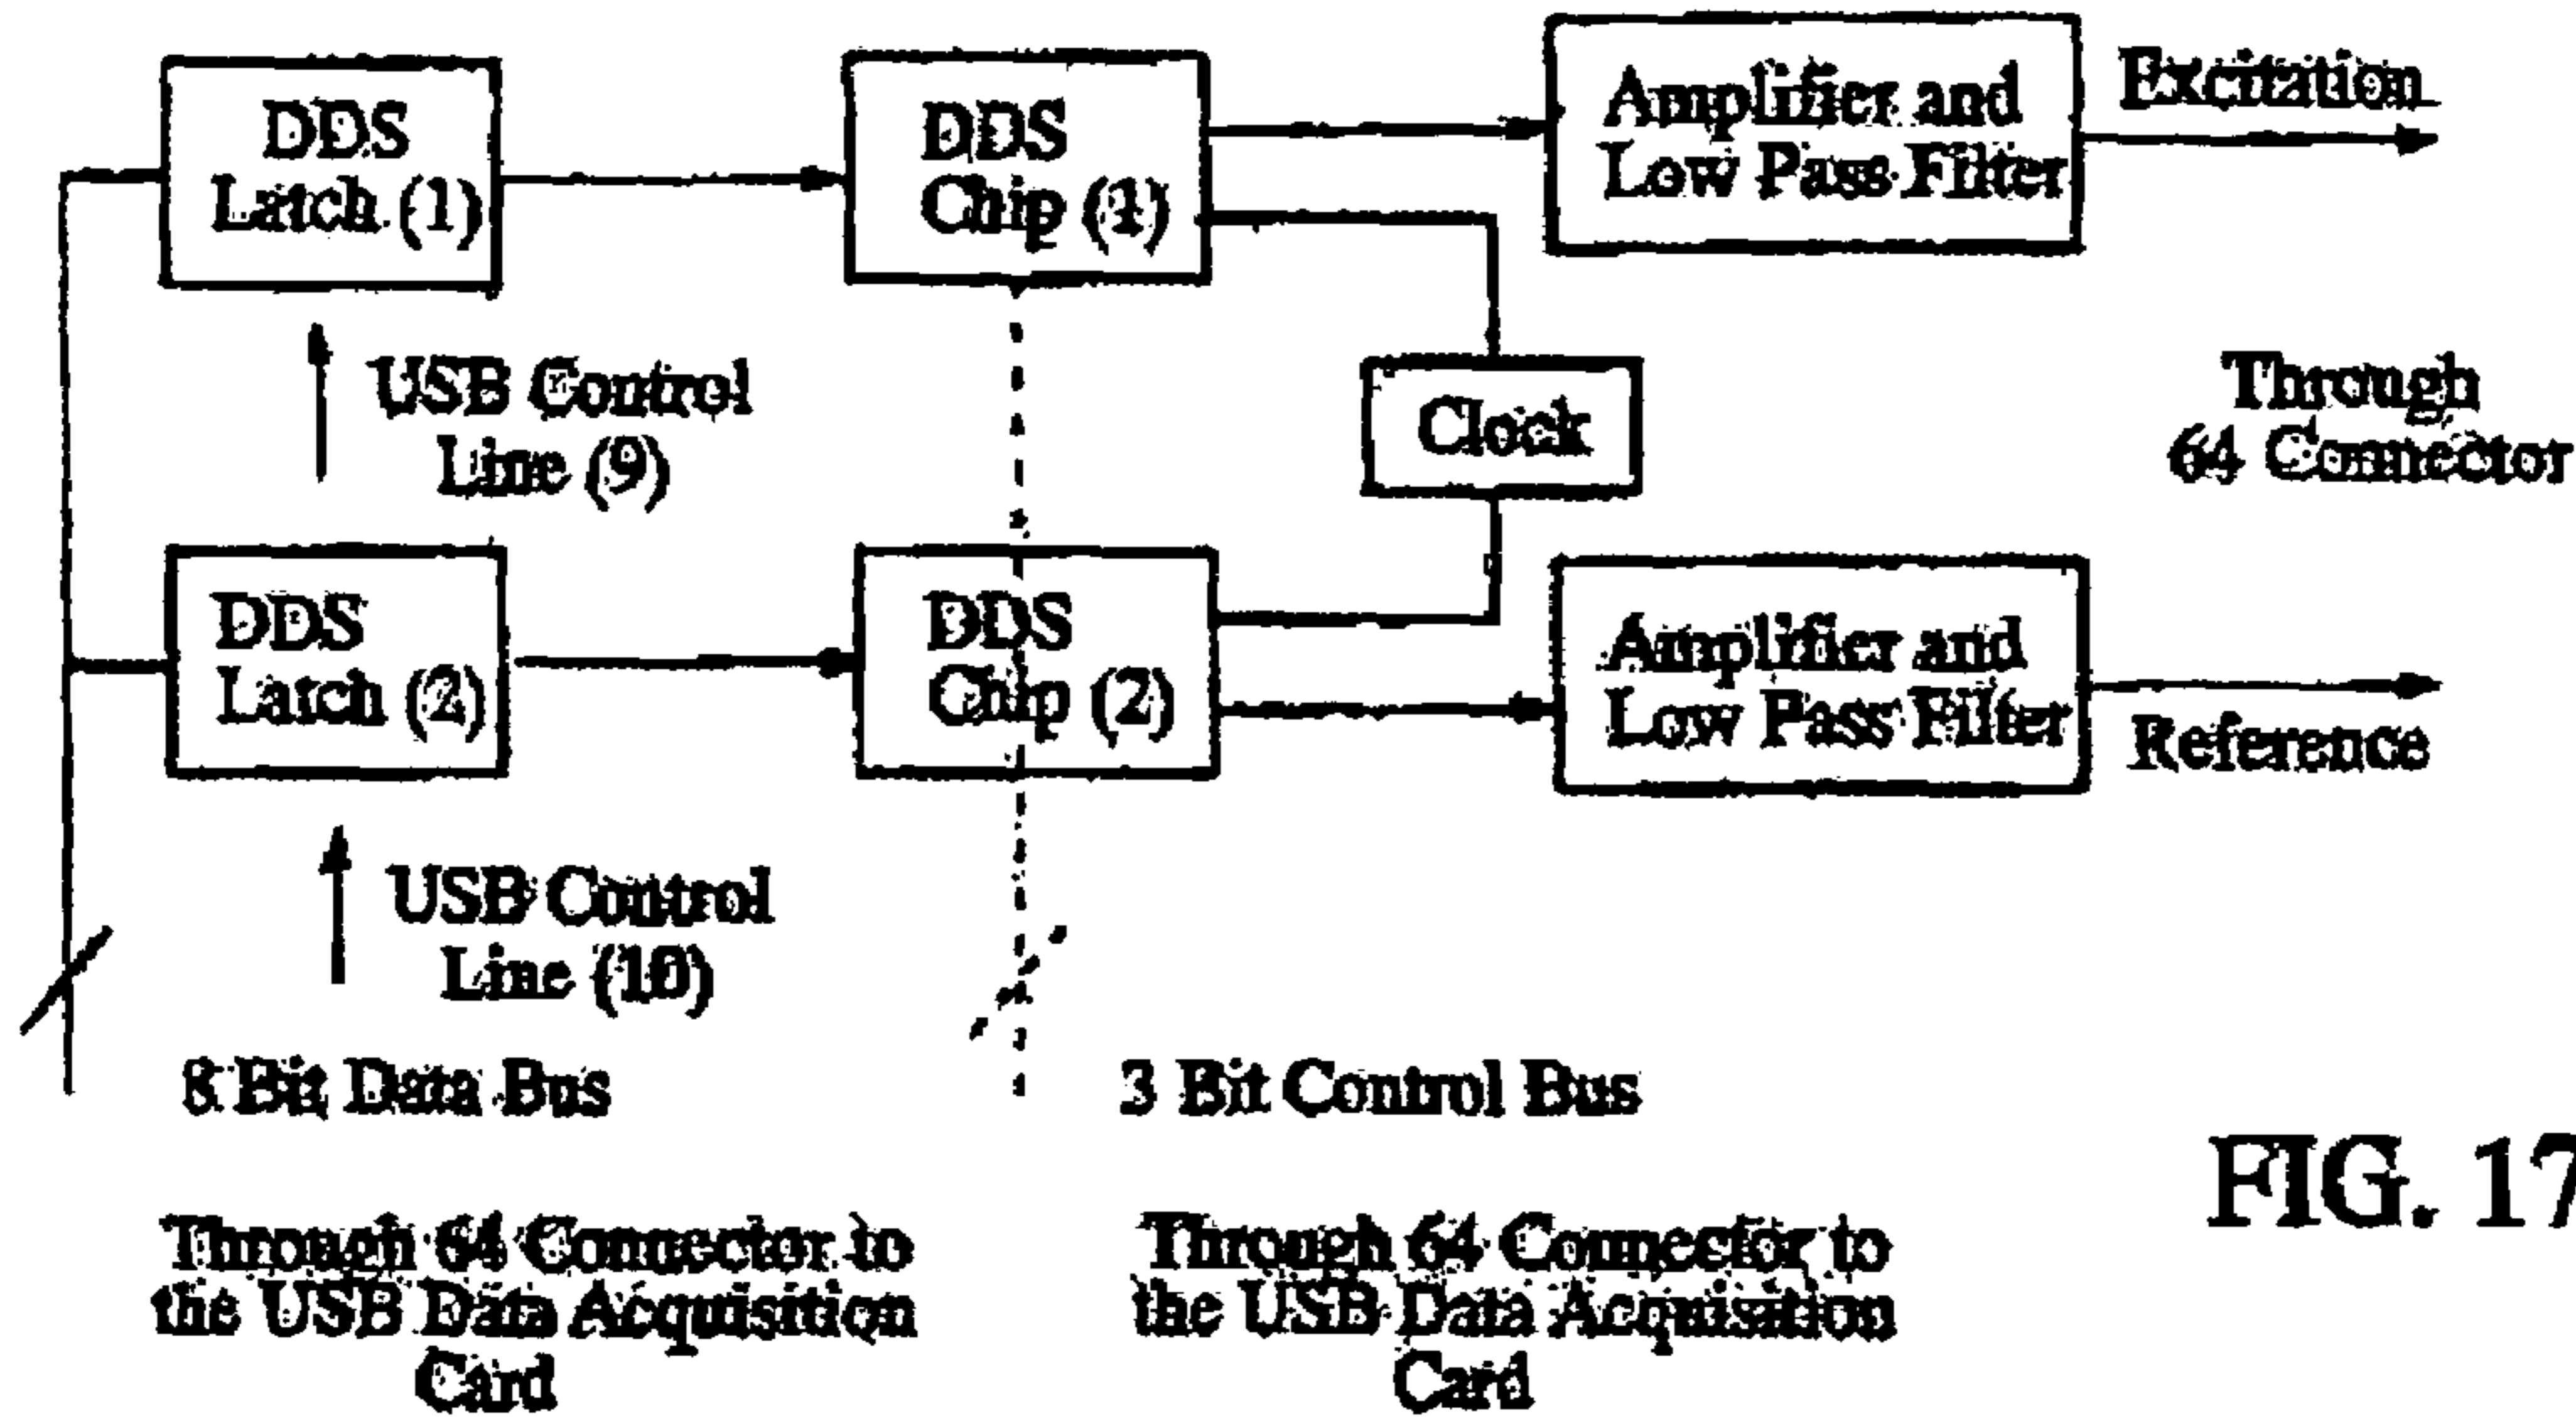 DDS
Latch (1)
DDS
Chip (1)
Amplifier and
Low Pass Filter
Excitation
USB Control
Line (9)
Clock
Through
64 Connector
DDS
Latch (2)
DDS
Chip (2)
Amplifier and
Low Pass Filter
Reference
USB Control
Line (10)
8 Bit Data Bus
3 Bit Control Bus
Through 64 Connector to
the USB Data Acquisition
Card
Through 64 Connector to
the USB Data Acquisition
Card
FIG. 17